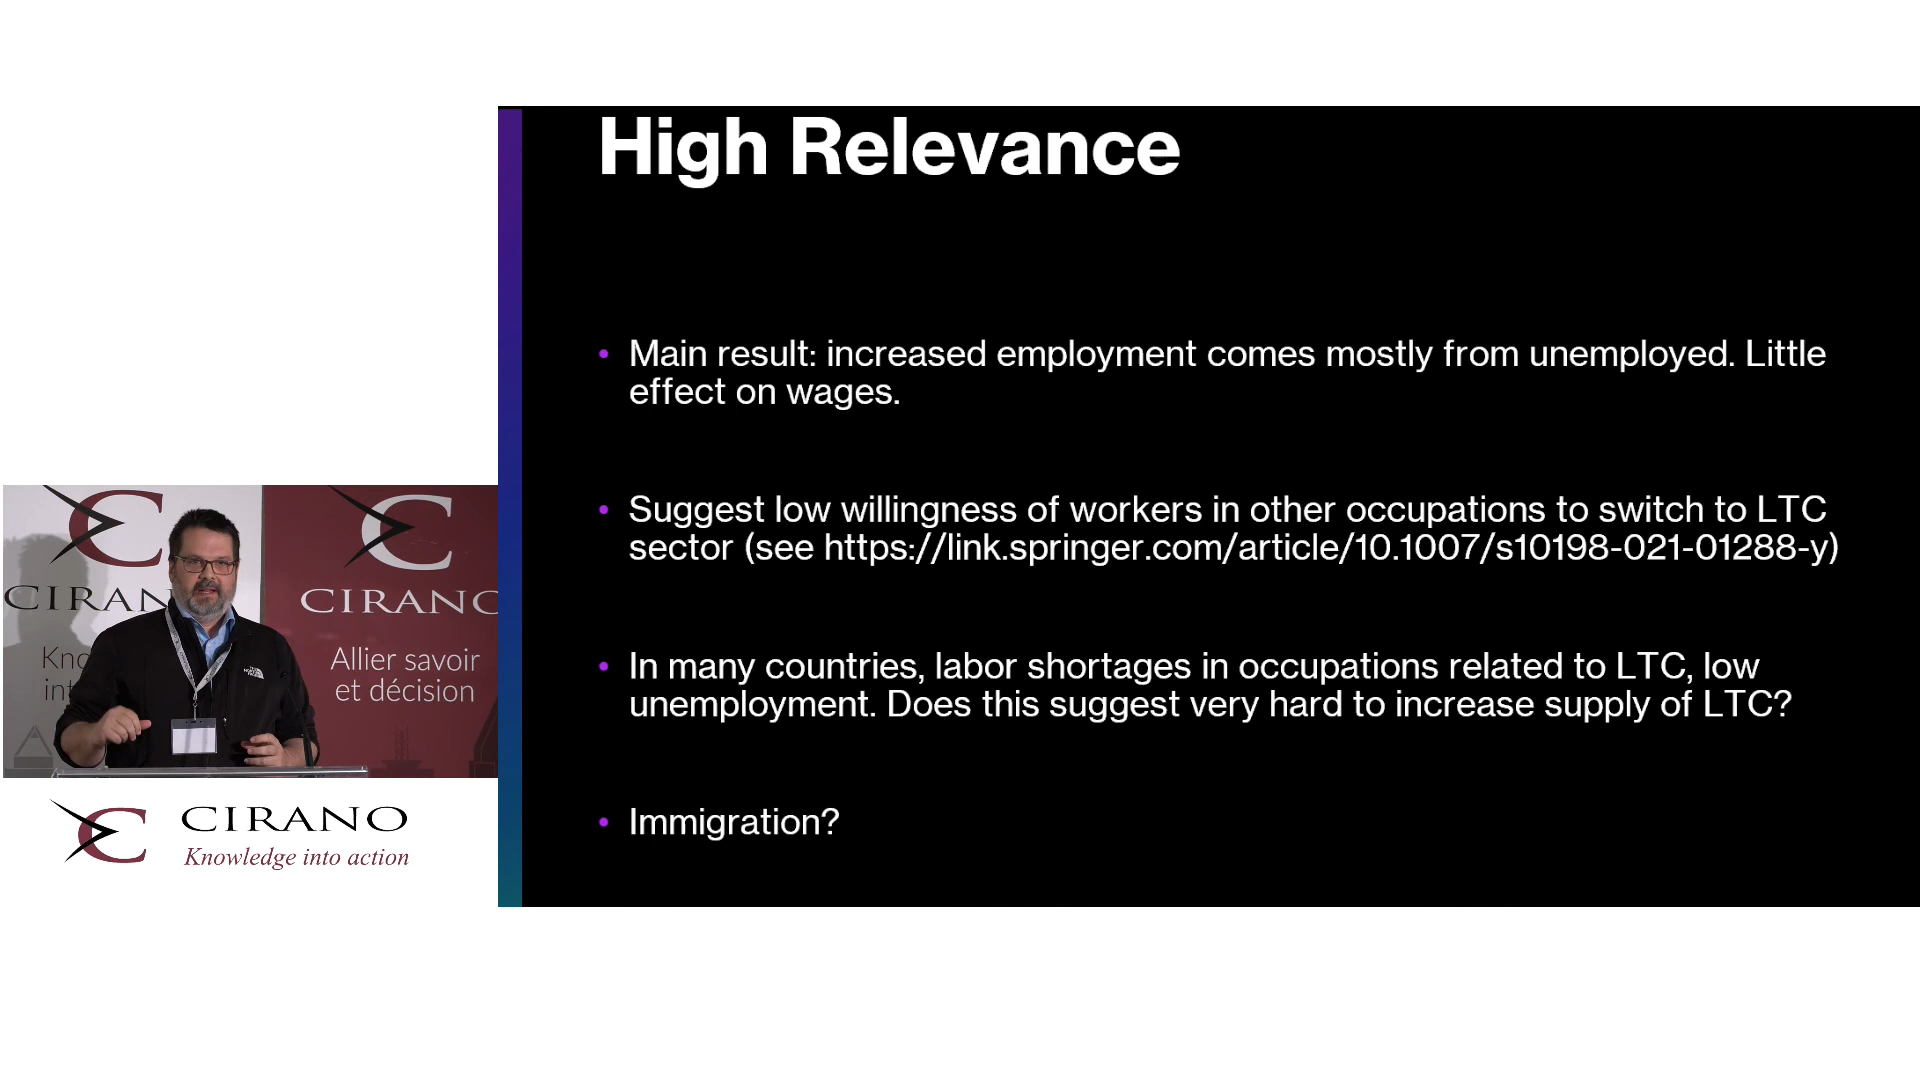 High Relevance
• Main result: increased employment comes mostly from unemployed. Little
effect on wages.
• Suggest low willingness of workers in other occupations to switch to LTC
sector (see https://link.springer.com/article/10.1007/s10198-021-01288-y)
• In many countries, labor shortages in occupations related to LTC, low
unemployment. Does this suggest very hard to increase supply of LTC?
• Immigration?
CIRANO
Allier savoir
et décision
CIRANO
Knowledge into action